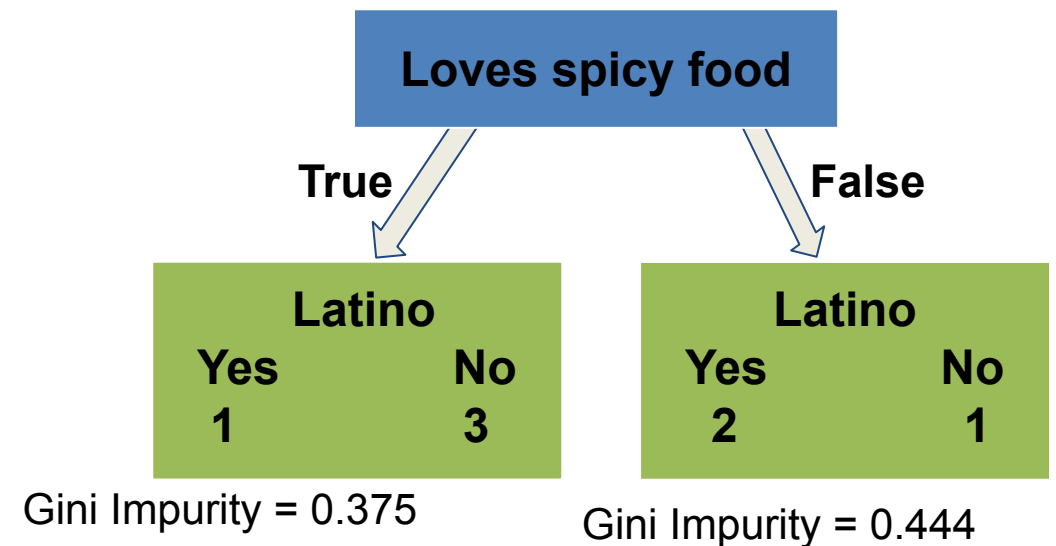 Loves spicy food
True
False
Latino
Yes No
1 3
Gini Impurity = 0.375
Latino
Yes No
2 1
Gini Impurity = 0.444